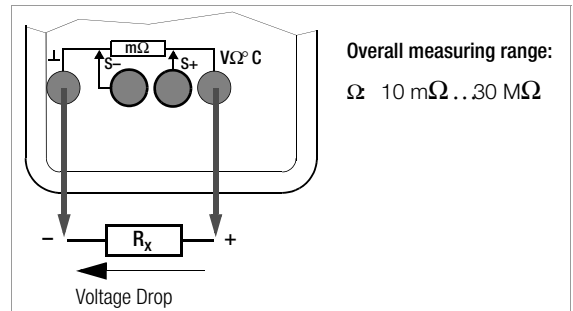 ⊥ S− mΩ S+ VΩ° C
Overall measuring range:
Ω: 10 mΩ…30 MΩ
− Rx +
Voltage Drop